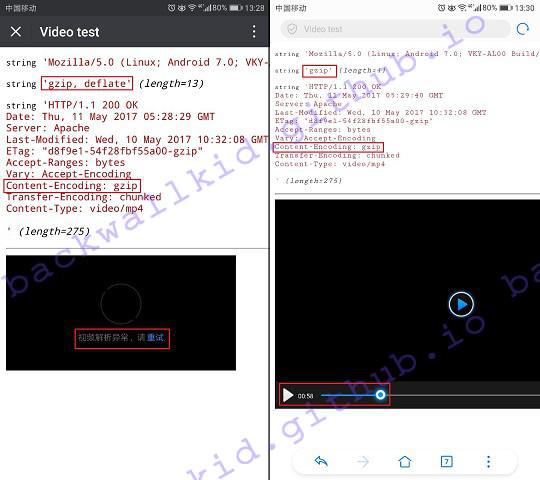 中国移动
80% 13:28
Video test
string 'Mozilla/5.0 (Linux; Android 7.0; VKY-
string 'gzip, deflate' (length=13)
string 'HTTP/1.1 200 OK
Date: Thu, 11 May 2017 05:28:29 GMT
Server: Apache
Last-Modified: Wed, 10 May 2017 10:32:08 GMT
ETag: "d8f9e1-54f28fbf55a00-gzip"
Accept-Ranges: bytes
Vary: Accept-Encoding
Content-Encoding: gzip
Transfer-Encoding: chunked
Content-Type: video/mp4
' (length=275)
视频解析异常，请 重试.
中国移动
80% 13:30
Video test
string 'Mozilla/5.0 (Linux; Android 7.0; VKY-AL00 Build/
string 'gzip' (length=4)
string 'HTTP/1.1 200 OK
Date: Thu, 11 May 2017 05:29:40 GMT
Server: Apache
Last-Modified: Wed, 10 May 2017 10:32:08 GMT
ETag: "d8f9e1-54f28fbf55a00-gzip"
Accept-Ranges: bytes
Vary: Accept-Encoding
Content-Encoding: gzip
Transfer-Encoding: chunked
Content-Type: video/mp4
' (length=275)
00:58
7
backwallkid.github.io
backwallkid.github.io